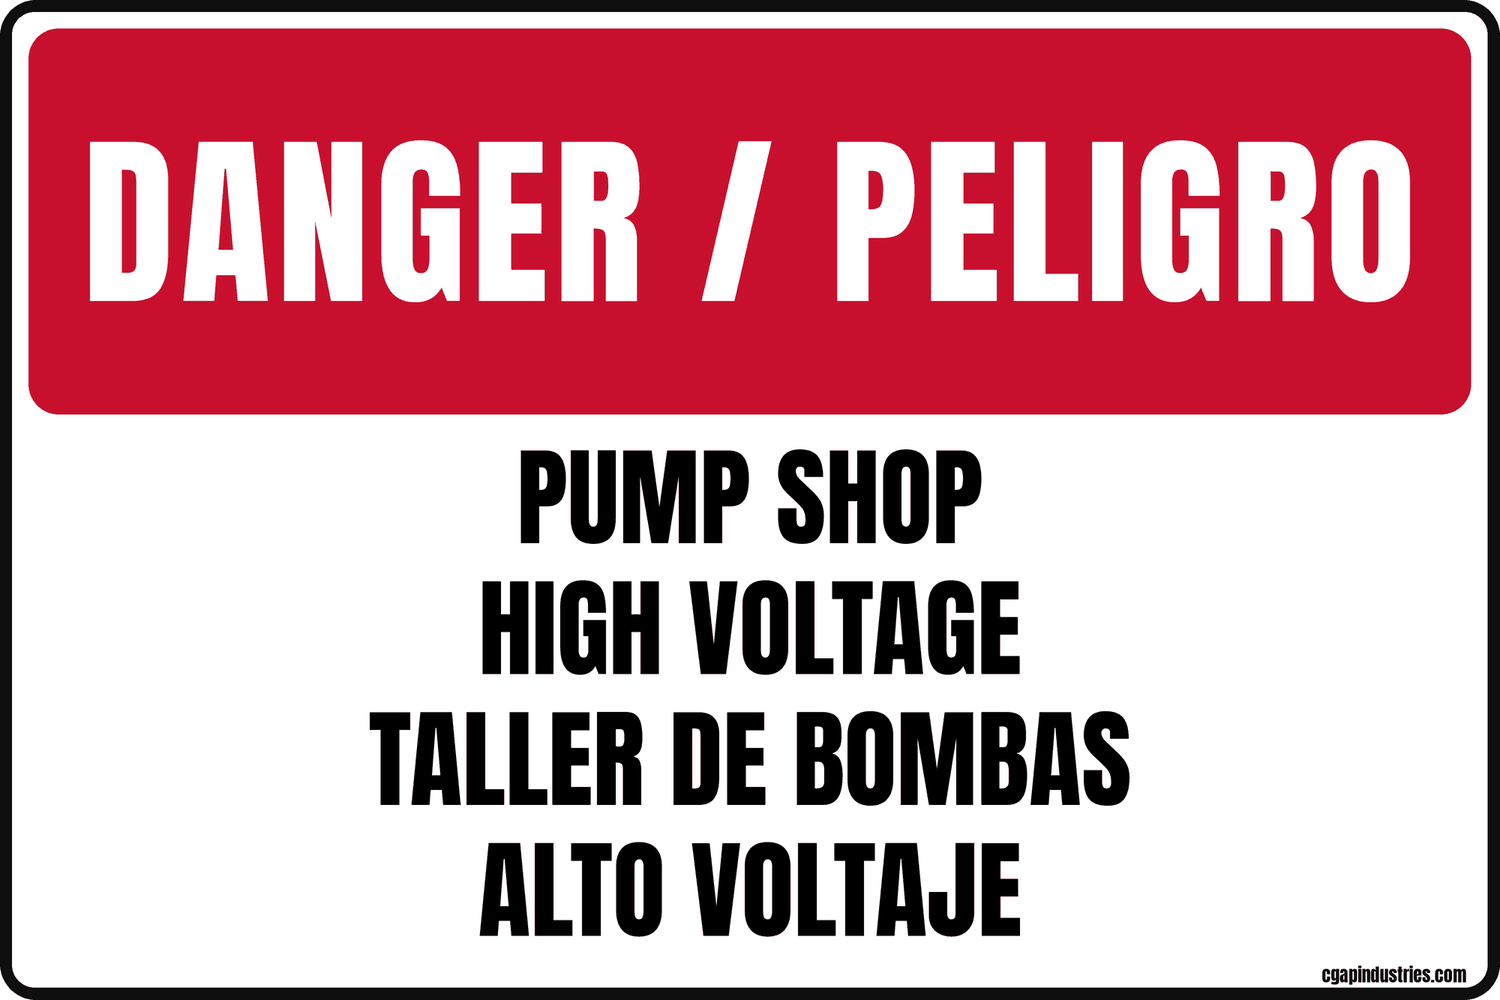 DANGER / PELIGRO
PUMP SHOP
HIGH VOLTAGE
TALLER DE BOMBAS
ALTO VOLTAJE
cgapindustries.com